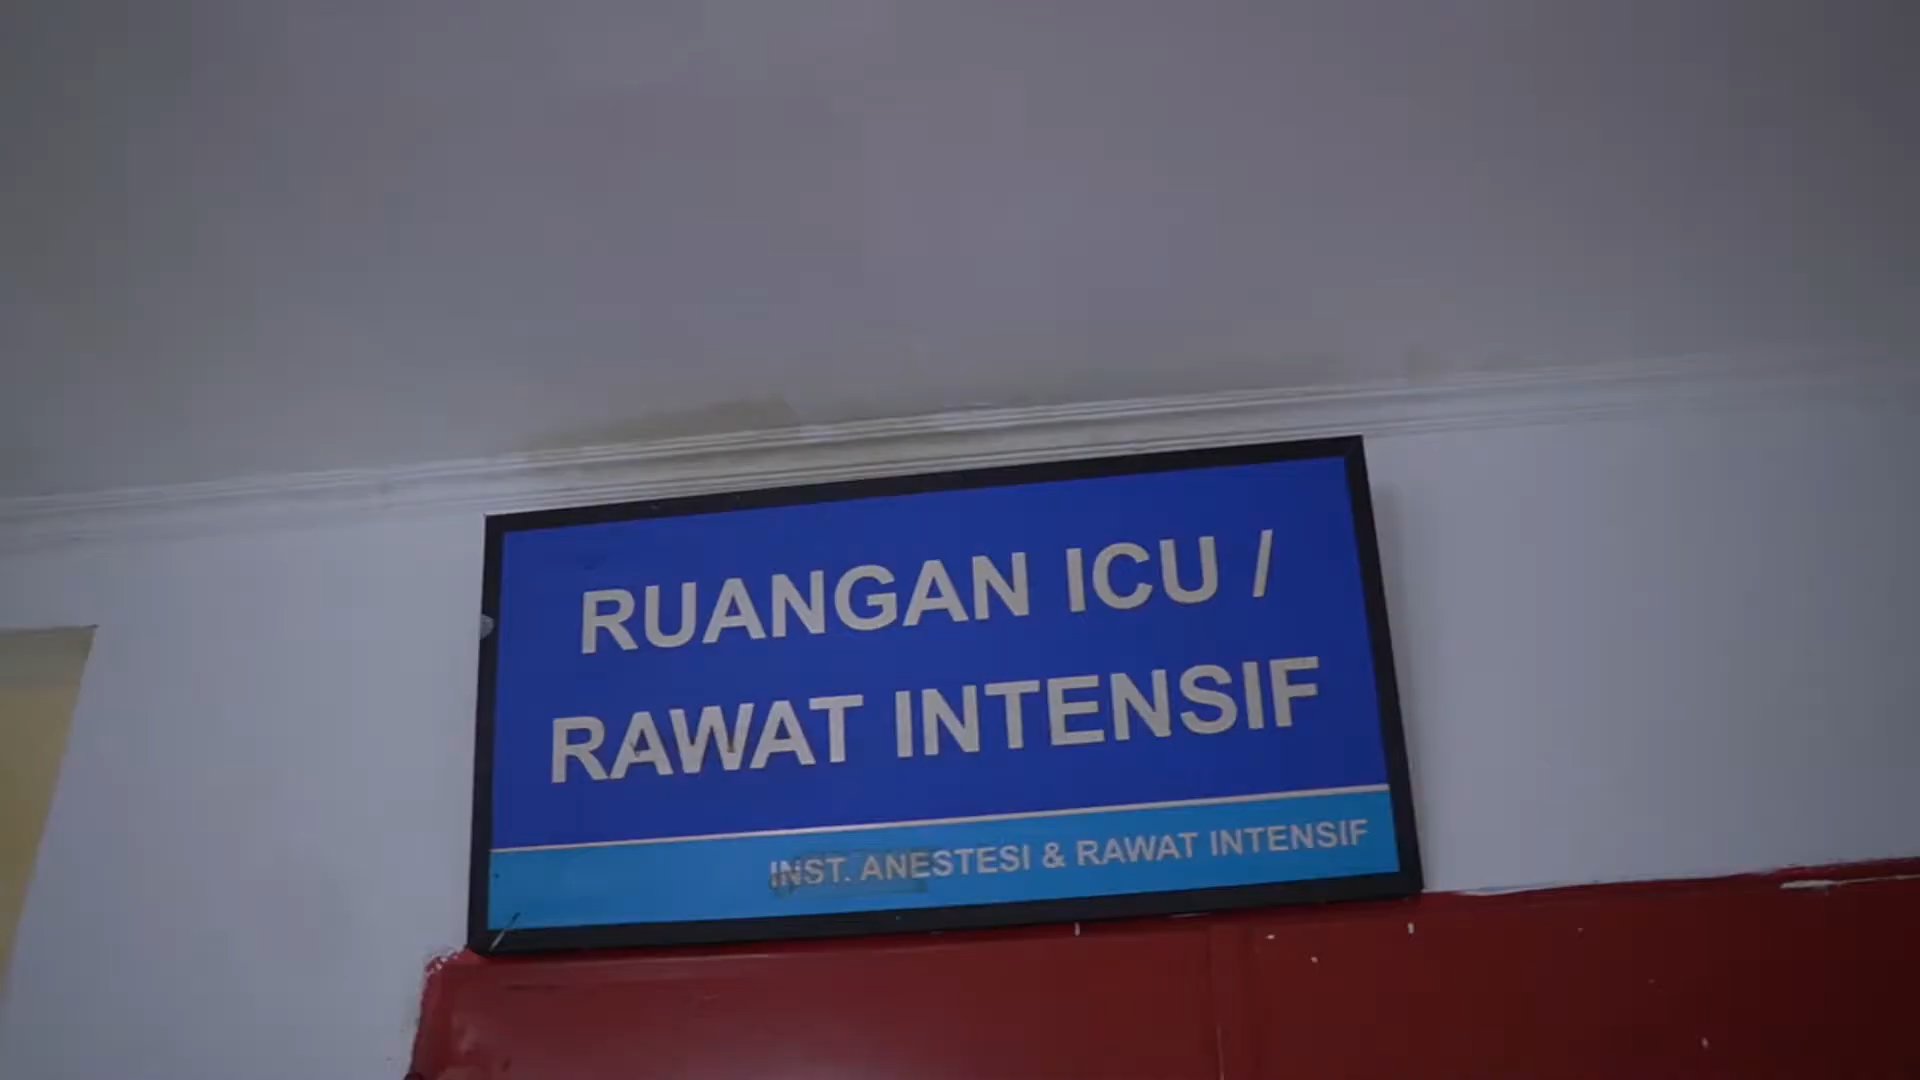 RUANGAN ICU /
RAWAT INTENSIF
INST. ANESTESI & RAWAT INTENSIF